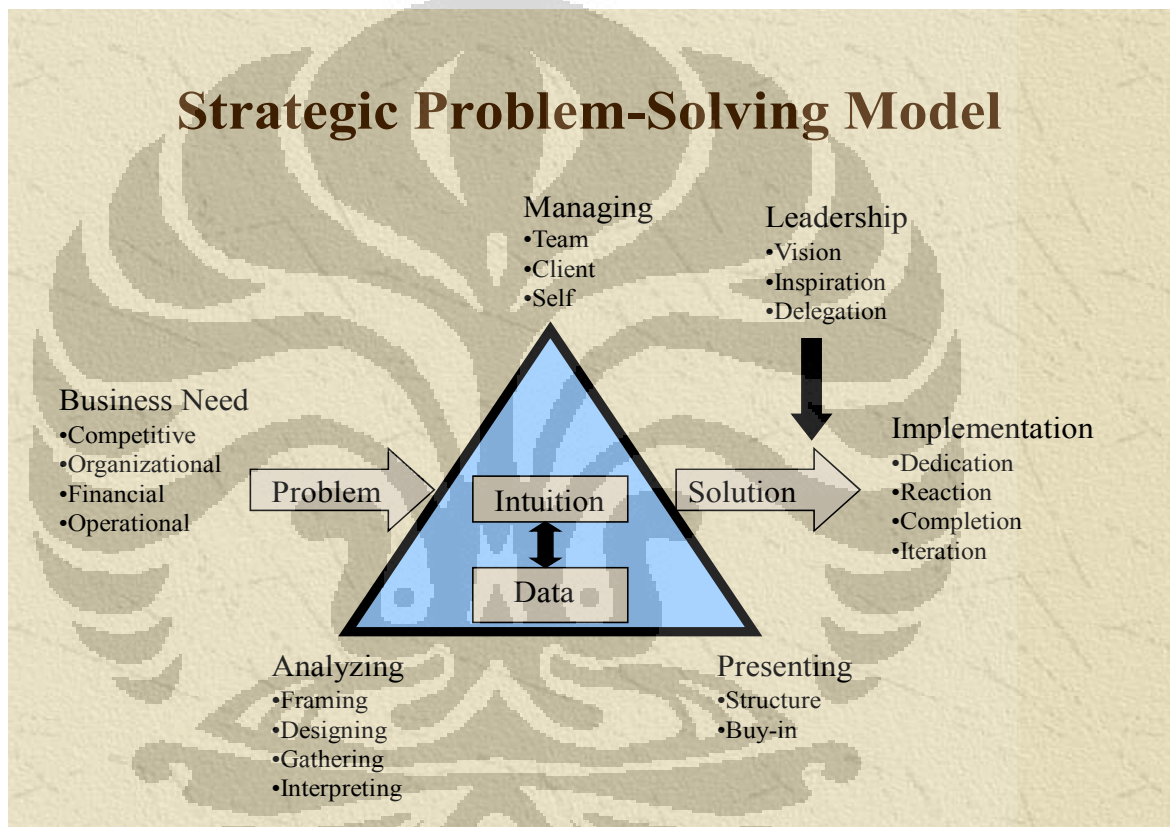 Strategic Problem-Solving Model
Managing
•Team
•Client
•Self
Leadership
•Vision
•Inspiration
•Delegation
Business Need
•Competitive
•Organizational
•Financial
•Operational
Problem
Intuition
Data
Solution
Implementation
•Dedication
•Reaction
•Completion
•Iteration
Analyzing
•Framing
•Designing
•Gathering
•Interpreting
Presenting
•Structure
•Buy-in